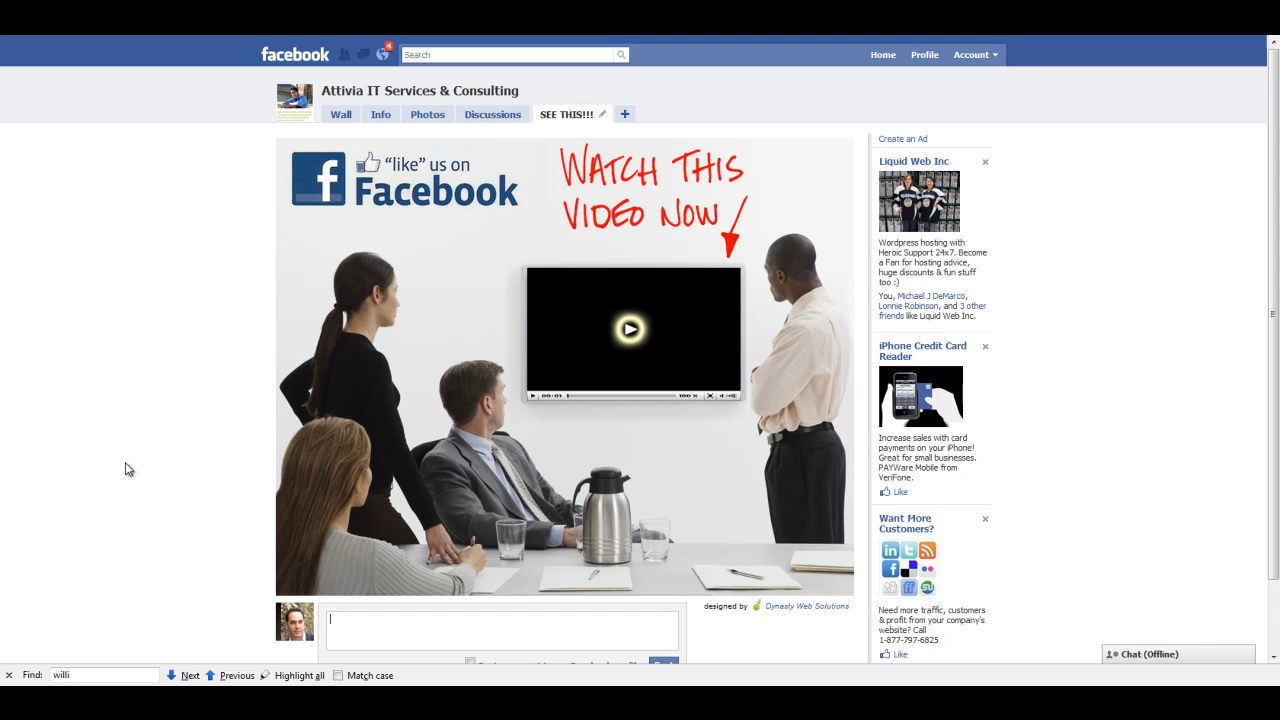 facebook
4
Search
Home Profile Account
Attivia IT Services & Consulting
Wall Info Photos Discussions SEE THIS!!! +
"like" us on
Facebook
WATCH THIS
VIDEO NOW
00:01 100 %
designed by Dynasty Web Solutions
Create an Ad
Liquid Web Inc
Wordpress hosting with
Heroic Support 24x7. Become
a Fan for hosting advice,
huge discounts & fun stuff
too :)
You, Michael J DeMarco,
Lonnie Robinson, and 3 other
friends like Liquid Web Inc.
iPhone Credit Card
Reader
Increase sales with card
payments on your iPhone!
Great for small businesses.
PAYWare Mobile from
VeriFone.
Like
Want More
Customers?
Need more traffic, customers
& profit from your company's
website? Call
1-877-797-6825
Like
Chat (Offline)
Find: willi Next Previous Highlight all Match case